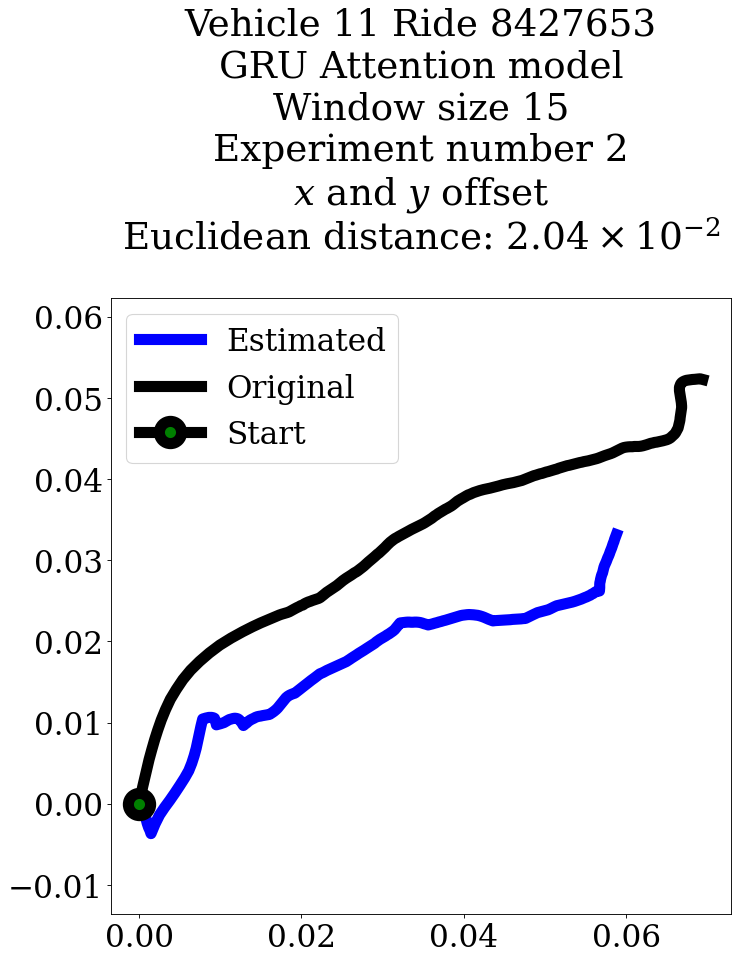 Vehicle 11 Ride 8427653
GRU Attention model
Window size 15
Experiment number 2
x and y offset
Euclidean distance: 2.04 × 10⁻²
0.06
0.05
0.04
0.03
0.02
0.01
0.00
−0.01
Estimated
Original
Start
0.00 0.02 0.04 0.06